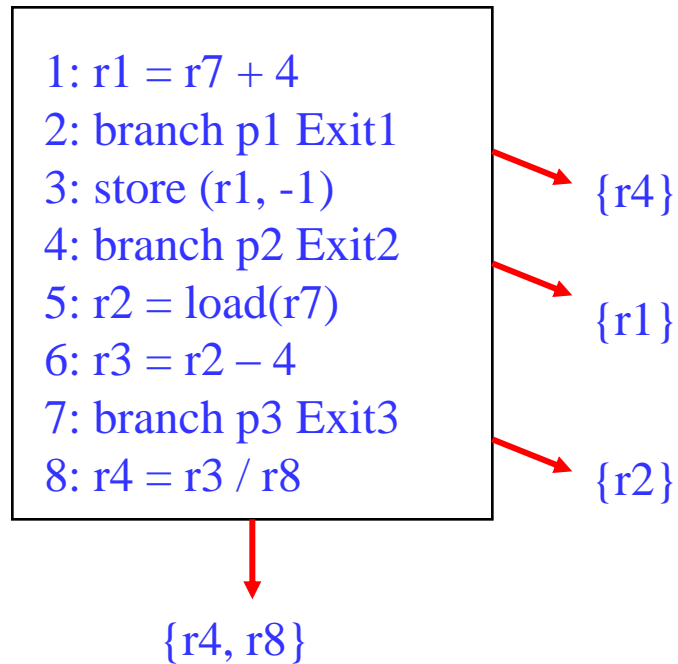 1: r1 = r7 + 4
2: branch p1 Exit1
3: store (r1, -1)
4: branch p2 Exit2
5: r2 = load(r7)
6: r3 = r2 – 4
7: branch p3 Exit3
8: r4 = r3 / r8
{r4}
{r1}
{r2}
{r4, r8}